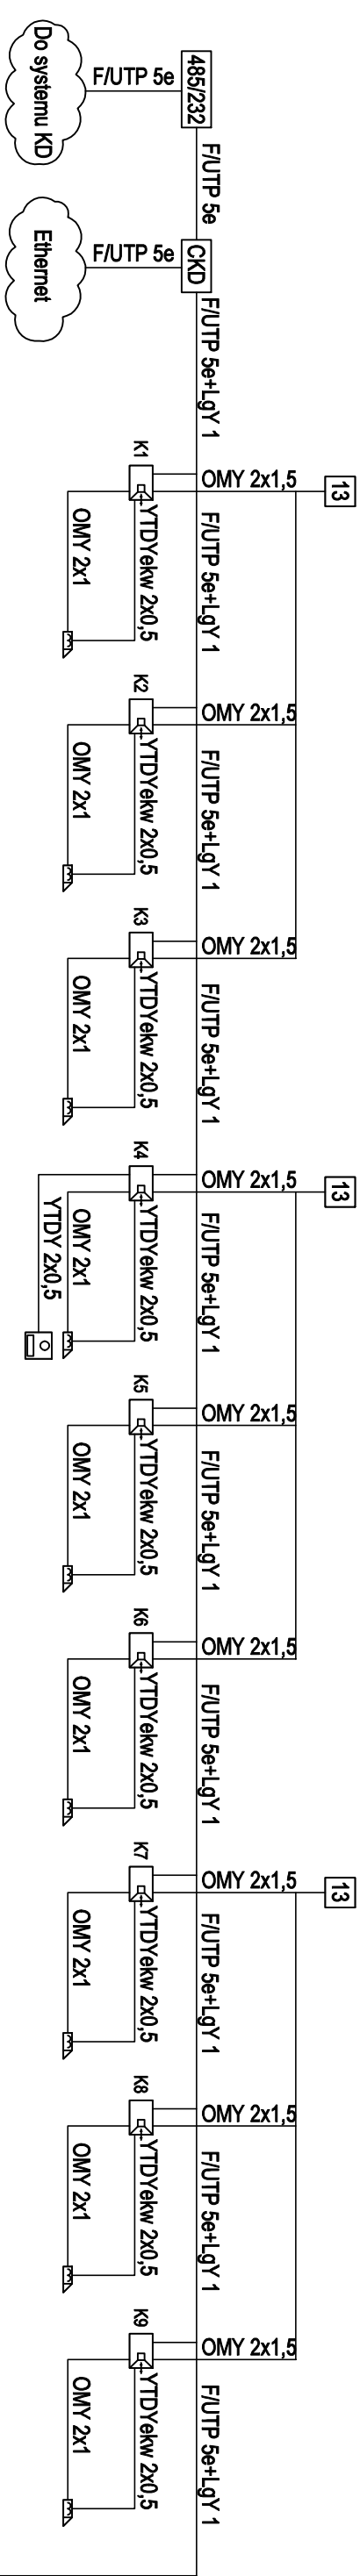 Do systemu KD
F/UTP 5e
485/232
F/UTP 5e
Ethernet
F/UTP 5e
CKD
F/UTP 5e+LgY 1
13
K1
OMY 2x1,5
F/UTP 5e+LgY 1
YTDYekw 2x0,5
OMY 2x1
K2
OMY 2x1,5
F/UTP 5e+LgY 1
YTDYekw 2x0,5
OMY 2x1
K3
OMY 2x1,5
F/UTP 5e+LgY 1
YTDYekw 2x0,5
OMY 2x1
13
K4
OMY 2x1,5
F/UTP 5e+LgY 1
YTDYekw 2x0,5
OMY 2x1
YTDY 2x0,5
K5
OMY 2x1,5
F/UTP 5e+LgY 1
YTDYekw 2x0,5
OMY 2x1
K6
OMY 2x1,5
F/UTP 5e+LgY 1
YTDYekw 2x0,5
OMY 2x1
13
K7
OMY 2x1,5
F/UTP 5e+LgY 1
YTDYekw 2x0,5
OMY 2x1
K8
OMY 2x1,5
F/UTP 5e+LgY 1
YTDYekw 2x0,5
OMY 2x1
K9
OMY 2x1,5
F/UTP 5e+LgY 1
YTDYekw 2x0,5
OMY 2x1